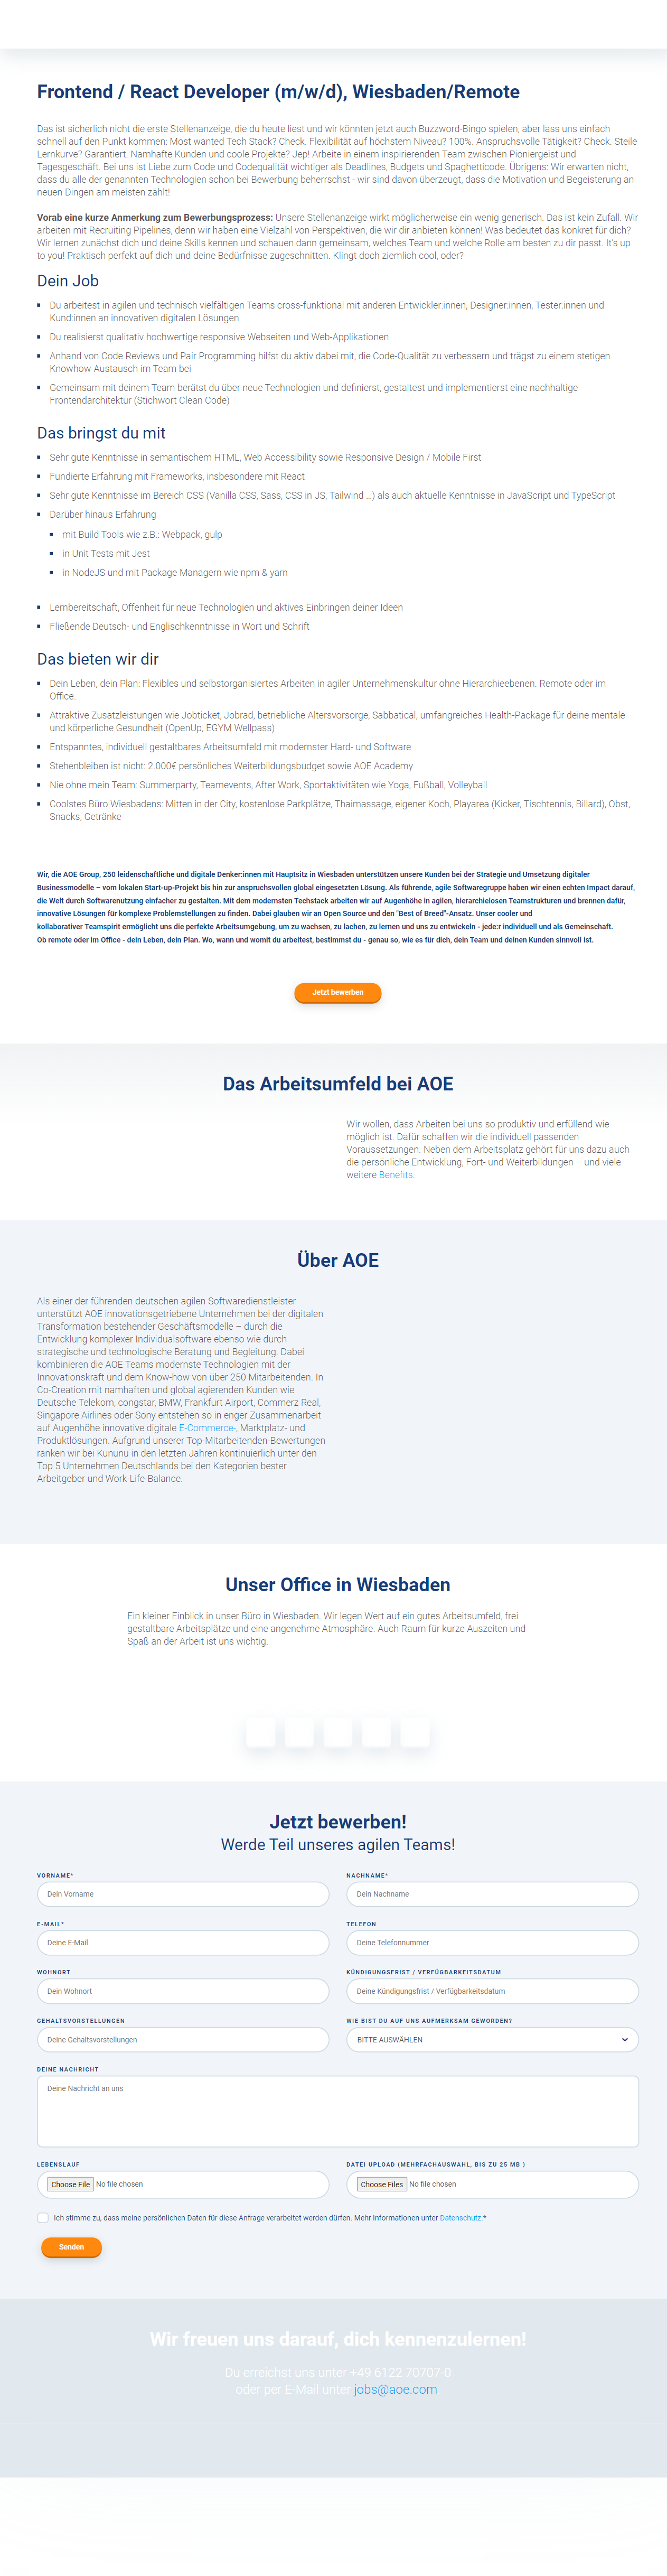 Frontend / React Developer (m/w/d), Wiesbaden/Remote
Das ist sicherlich nicht die erste Stellenanzeige, die du heute liest und wir könnten jetzt auch Buzzword-Bingo spielen, aber lass uns einfach
schnell auf den Punkt kommen: Most wanted Tech Stack? Check. Flexibilität auf höchstem Niveau? 100%. Anspruchsvolle Tätigkeit? Check. Steile
Lernkurve? Garantiert. Namhafte Kunden und coole Projekte? Jep! Arbeite in einem inspirierenden Team zwischen Pioniergeist und
Tagesgeschäft. Bei uns ist Liebe zum Code und Codequalität wichtiger als Deadlines, Budgets und Spaghetticode. Übrigens: Wir erwarten nicht,
dass du alle der genannten Technologien schon bei Bewerbung beherrschst - wir sind davon überzeugt, dass die Motivation und Begeisterung an
neuen Dingen am meisten zählt!
Vorab eine kurze Anmerkung zum Bewerbungsprozess: Unsere Stellenanzeige wirkt möglicherweise ein wenig generisch. Das ist kein Zufall. Wir
arbeiten mit Recruiting Pipelines, denn wir haben eine Vielzahl von Perspektiven, die wir dir anbieten können! Was bedeutet das konkret für dich?
Wir lernen zunächst dich und deine Skills kennen und schauen dann gemeinsam, welches Team und welche Rolle am besten zu dir passt. It's up
to you! Praktisch perfekt auf dich und deine Bedürfnisse zugeschnitten. Klingt doch ziemlich cool, oder?
Dein Job
Du arbeitest in agilen und technisch vielfältigen Teams cross-funktional mit anderen Entwickler:innen, Designer:innen, Tester:innen und
Kund:innen an innovativen digitalen Lösungen
Du realisierst qualitativ hochwertige responsive Webseiten und Web-Applikationen
Anhand von Code Reviews und Pair Programming hilfst du aktiv dabei mit, die Code-Qualität zu verbessern und trägst zu einem stetigen
Knowhow-Austausch im Team bei
Gemeinsam mit deinem Team berätst du über neue Technologien und definierst, gestaltest und implementierst eine nachhaltige
Frontendarchitektur (Stichwort Clean Code)
Das bringst du mit
Sehr gute Kenntnisse in semantischem HTML, Web Accessibility sowie Responsive Design / Mobile First
Fundierte Erfahrung mit Frameworks, insbesondere mit React
Sehr gute Kenntnisse im Bereich CSS (Vanilla CSS, Sass, CSS in JS, Tailwind ...) als auch aktuelle Kenntnisse in JavaScript und TypeScript
Darüber hinaus Erfahrung
mit Build Tools wie z.B.: Webpack, gulp
in Unit Tests mit Jest
in NodeJS und mit Package Managern wie npm & yarn
Lernbereitschaft, Offenheit für neue Technologien und aktives Einbringen deiner Ideen
Fließende Deutsch- und Englischkenntnisse in Wort und Schrift
Das bieten wir dir
Dein Leben, dein Plan: Flexibles und selbstorganisiertes Arbeiten in agiler Unternehmenskultur ohne Hierarchieebenen. Remote oder im
Office.
Attraktive Zusatzleistungen wie Jobticket, Jobrad, betriebliche Altersvorsorge, Sabbatical, umfangreiches Health-Package für deine mentale
und körperliche Gesundheit (OpenUp, EGYM Wellpass)
Entspanntes, individuell gestaltbares Arbeitsumfeld mit modernster Hard- und Software
Stehenbleiben ist nicht: 2.000€ persönliches Weiterbildungsbudget sowie AOE Academy
Nie ohne mein Team: Summerparty, Teamevents, After Work, Sportaktivitäten wie Yoga, Fußball, Volleyball
Coolstes Büro Wiesbadens: Mitten in der City, kostenlose Parkplätze, Thaimassage, eigener Koch, Playarea (Kicker, Tischtennis, Billard), Obst,
Snacks, Getränke
Wir, die AOE Group, 250 leidenschaftliche und digitale Denker:innen mit Hauptsitz in Wiesbaden unterstützen unsere Kunden bei der Strategie und Umsetzung digitaler
Businessmodelle – vom lokalen Start-up-Projekt bis hin zur anspruchsvollen global eingesetzten Lösung. Als führende, agile Softwaregruppe haben wir einen echten Impact darauf,
die Welt durch Softwarenutzung einfacher zu gestalten. Mit dem modernsten Techstack arbeiten wir auf Augenhöhe in agilen, hierarchielosen Teamstrukturen und brennen dafür,
innovative Lösungen für komplexe Problemstellungen zu finden. Dabei glauben wir an Open Source und den "Best of Breed"-Ansatz. Unser cooler und
kollaborativer Teamspirit ermöglicht uns die perfekte Arbeitsumgebung, um zu wachsen, zu lachen, zu lernen und uns zu entwickeln - jede:r individuell und als Gemeinschaft.
Ob remote oder im Office - dein Leben, dein Plan. Wo, wann und womit du arbeitest, bestimmst du - genau so, wie es für dich, dein Team und deinen Kunden sinnvoll ist.
Jetzt bewerben
Das Arbeitsumfeld bei AOE
Wir wollen, dass Arbeiten bei uns so produktiv und erfüllend wie
möglich ist. Dafür schaffen wir die individuell passenden
Voraussetzungen. Neben dem Arbeitsplatz gehört für uns dazu auch
die persönliche Entwicklung, Fort- und Weiterbildungen – und viele
weitere Benefits.
Über AOE
Als einer der führenden deutschen agilen Softwaredienstleister
unterstützt AOE innovationsgetriebene Unternehmen bei der digitalen
Transformation bestehender Geschäftsmodelle – durch die
Entwicklung komplexer Individualsoftware ebenso wie durch
strategische und technologische Beratung und Begleitung. Dabei
kombinieren die AOE Teams modernste Technologien mit der
Innovationskraft und dem Know-how von über 250 Mitarbeitenden. In
Co-Creation mit namhaften und global agierenden Kunden wie
Deutsche Telekom, congstar, BMW, Frankfurt Airport, Commerz Real,
Singapore Airlines oder Sony entstehen so in enger Zusammenarbeit
auf Augenhöhe innovative digitale E-Commerce-, Marktplatz- und
Produktlösungen. Aufgrund unserer Top-Mitarbeitenden-Bewertungen
ranken wir bei Kununu in den letzten Jahren kontinuierlich unter den
Top 5 Unternehmen Deutschlands bei den Kategorien bester
Arbeitgeber und Work-Life-Balance.
Unser Office in Wiesbaden
Ein kleiner Einblick in unser Büro in Wiesbaden. Wir legen Wert auf ein gutes Arbeitsumfeld, frei
gestaltbare Arbeitsplätze und eine angenehme Atmosphäre. Auch Raum für kurze Auszeiten und
Spaß an der Arbeit ist uns wichtig.
Jetzt bewerben!
Werde Teil unseres agilen Teams!
VORNAME* NACHNAME*
Dein Vorname Dein Nachname
E-MAIL* TELEFON
Deine E-Mail Deine Telefonnummer
WOHNORT KÜNDIGUNGSFRIST / VERFÜGBARKEITSDATUM
Dein Wohnort Deine Kündigungsfrist / Verfügbarkeitsdatum
GEHALTSVORSTELLUNGEN WIE BIST DU AUF UNS AUFMERKSAM GEWORDEN?
Deine Gehaltsvorstellungen BITTE AUSWÄHLEN
DEINE NACHRICHT
Deine Nachricht an uns
LEBENSLAUF DATEI UPLOAD (MEHRFACHAUSWAHL, BIS ZU 25 MB )
Choose File No file chosen Choose Files No file chosen
Ich stimme zu, dass meine persönlichen Daten für diese Anfrage verarbeitet werden dürfen. Mehr Informationen unter Datenschutz.*
Senden
Wir freuen uns darauf, dich kennenzulernen!
Du erreichst uns unter +49 6122 70707-0
oder per E-Mail unter jobs@aoe.com